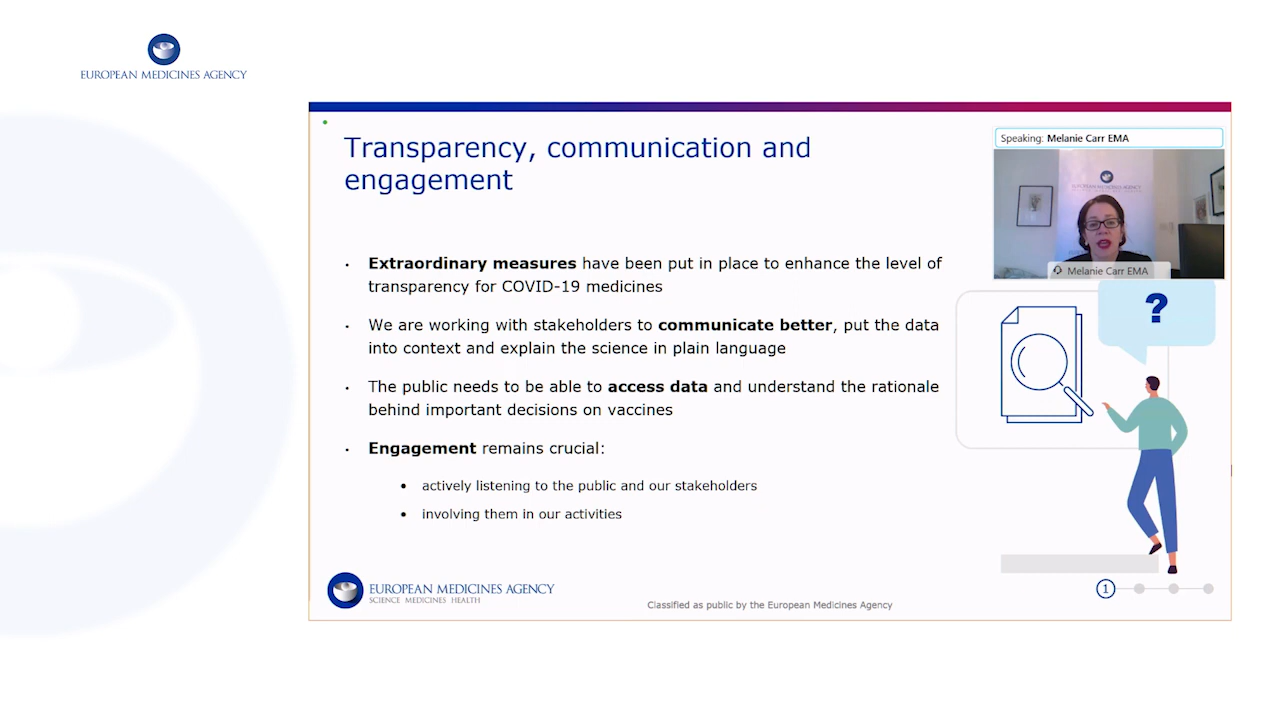 EUROPEAN MEDICINES AGENCY
Transparency, communication and
engagement
Speaking: Melanie Carr EMA
EUROPEAN MEDICINES AGENCY
Melanie Carr EMA
• Extraordinary measures have been put in place to enhance the level of
transparency for COVID-19 medicines
• We are working with stakeholders to communicate better, put the data
into context and explain the science in plain language
• The public needs to be able to access data and understand the rationale
behind important decisions on vaccines
• Engagement remains crucial:
• actively listening to the public and our stakeholders
• involving them in our activities
?
EUROPEAN MEDICINES AGENCY
SCIENCE MEDICINES HEALTH
Classified as public by the European Medicines Agency
1